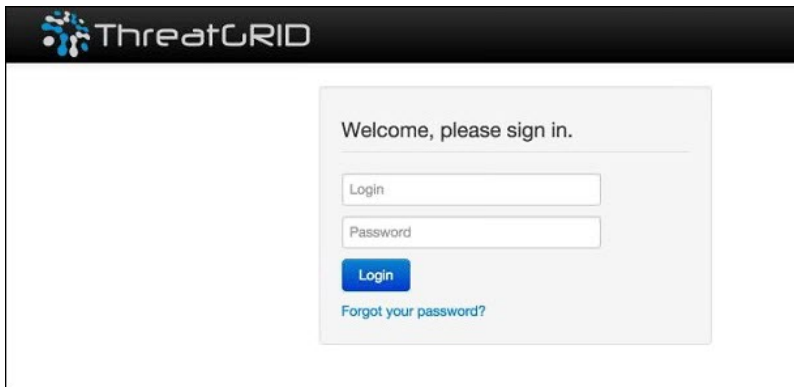 ThreatGRID
Welcome, please sign in.
Login
Password
Login
Forgot your password?